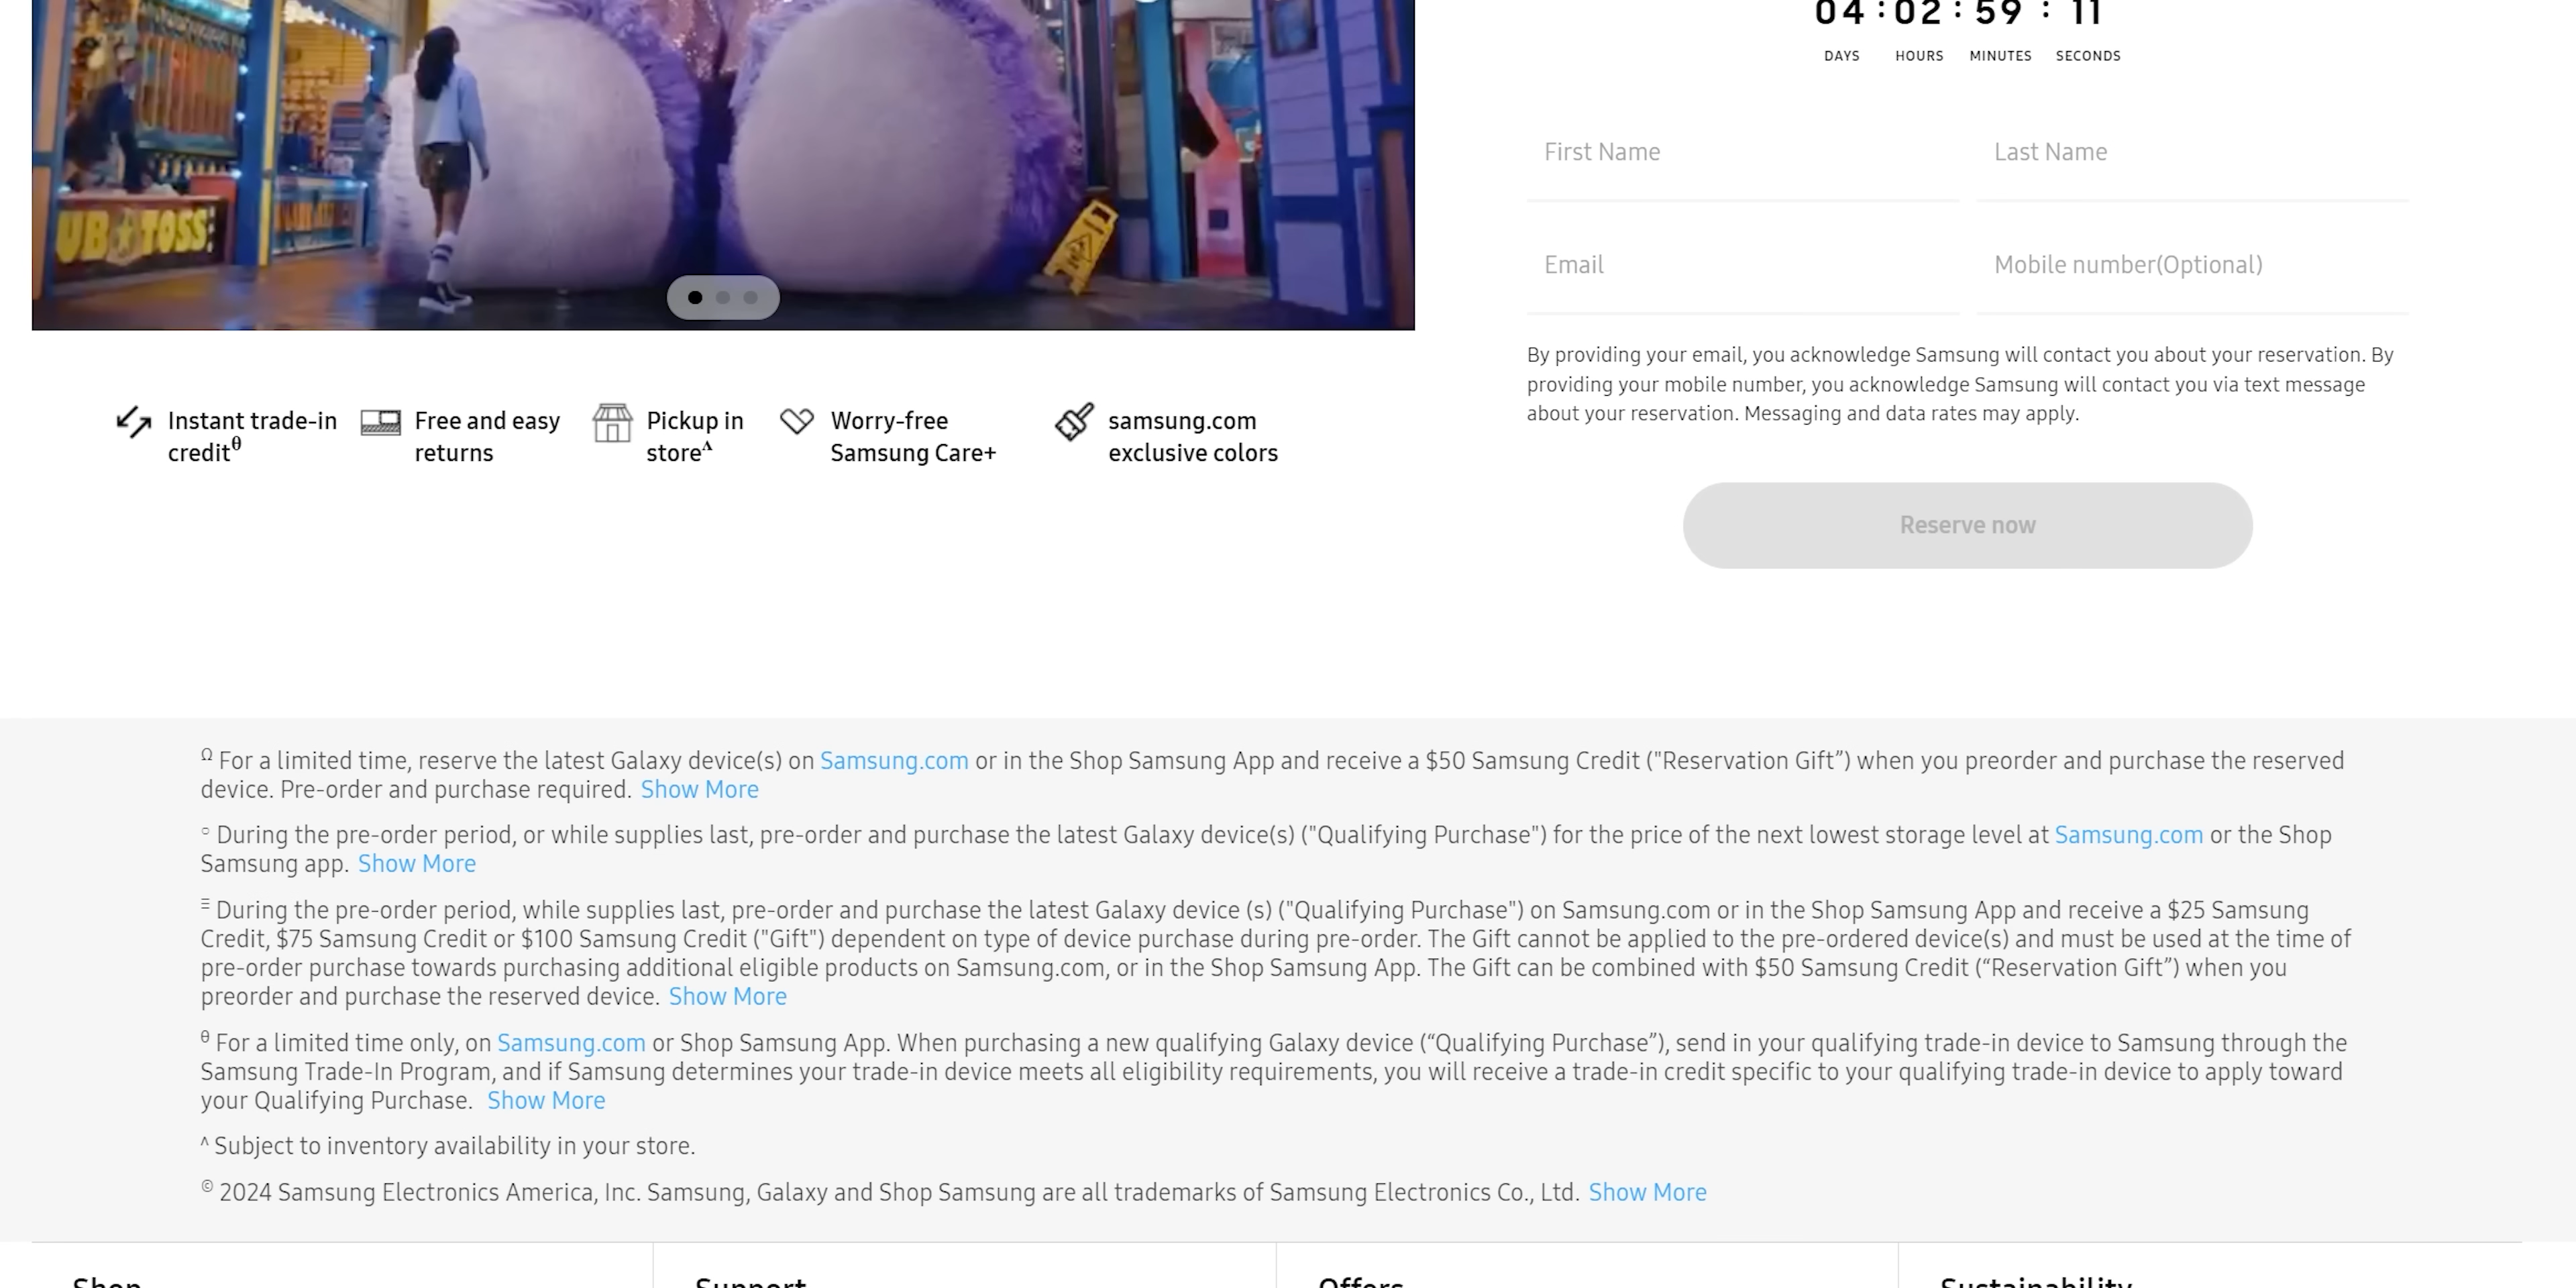 UB★TOSS
04 : 02 : 59 : 11
DAYS HOURS MINUTES SECONDS
First Name Last Name
Email Mobile number(Optional)
By providing your email, you acknowledge Samsung will contact you about your reservation. By
providing your mobile number, you acknowledge Samsung will contact you via text message
about your reservation. Messaging and data rates may apply.
Reserve now
Instant trade-in
creditᶿ
Free and easy
returns
Pickup in
store^
Worry-free
Samsung Care+
samsung.com
exclusive colors
Ω For a limited time, reserve the latest Galaxy device(s) on Samsung.com or in the Shop Samsung App and receive a $50 Samsung Credit ("Reservation Gift”) when you preorder and purchase the reserved
device. Pre-order and purchase required. Show More
○ During the pre-order period, or while supplies last, pre-order and purchase the latest Galaxy device(s) ("Qualifying Purchase") for the price of the next lowest storage level at Samsung.com or the Shop
Samsung app. Show More
Ξ During the pre-order period, while supplies last, pre-order and purchase the latest Galaxy device (s) ("Qualifying Purchase") on Samsung.com or in the Shop Samsung App and receive a $25 Samsung
Credit, $75 Samsung Credit or $100 Samsung Credit ("Gift") dependent on type of device purchase during pre-order. The Gift cannot be applied to the pre-ordered device(s) and must be used at the time of
pre-order purchase towards purchasing additional eligible products on Samsung.com, or in the Shop Samsung App. The Gift can be combined with $50 Samsung Credit (“Reservation Gift”) when you
preorder and purchase the reserved device. Show More
θ For a limited time only, on Samsung.com or Shop Samsung App. When purchasing a new qualifying Galaxy device (“Qualifying Purchase”), send in your qualifying trade-in device to Samsung through the
Samsung Trade-In Program, and if Samsung determines your trade-in device meets all eligibility requirements, you will receive a trade-in credit specific to your qualifying trade-in device to apply toward
your Qualifying Purchase. Show More
^ Subject to inventory availability in your store.
© 2024 Samsung Electronics America, Inc. Samsung, Galaxy and Shop Samsung are all trademarks of Samsung Electronics Co., Ltd. Show More
Shop Support Offers Sustainability